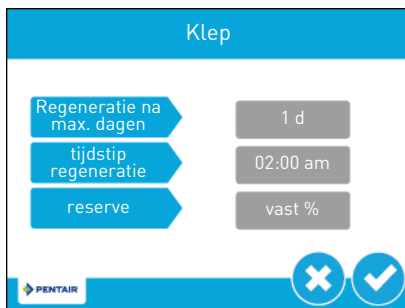 Klep
Regeneratie na
max. dagen
1 d
tijdstip
regeneratie
02:00 am
reserve
vast %
PENTAIR